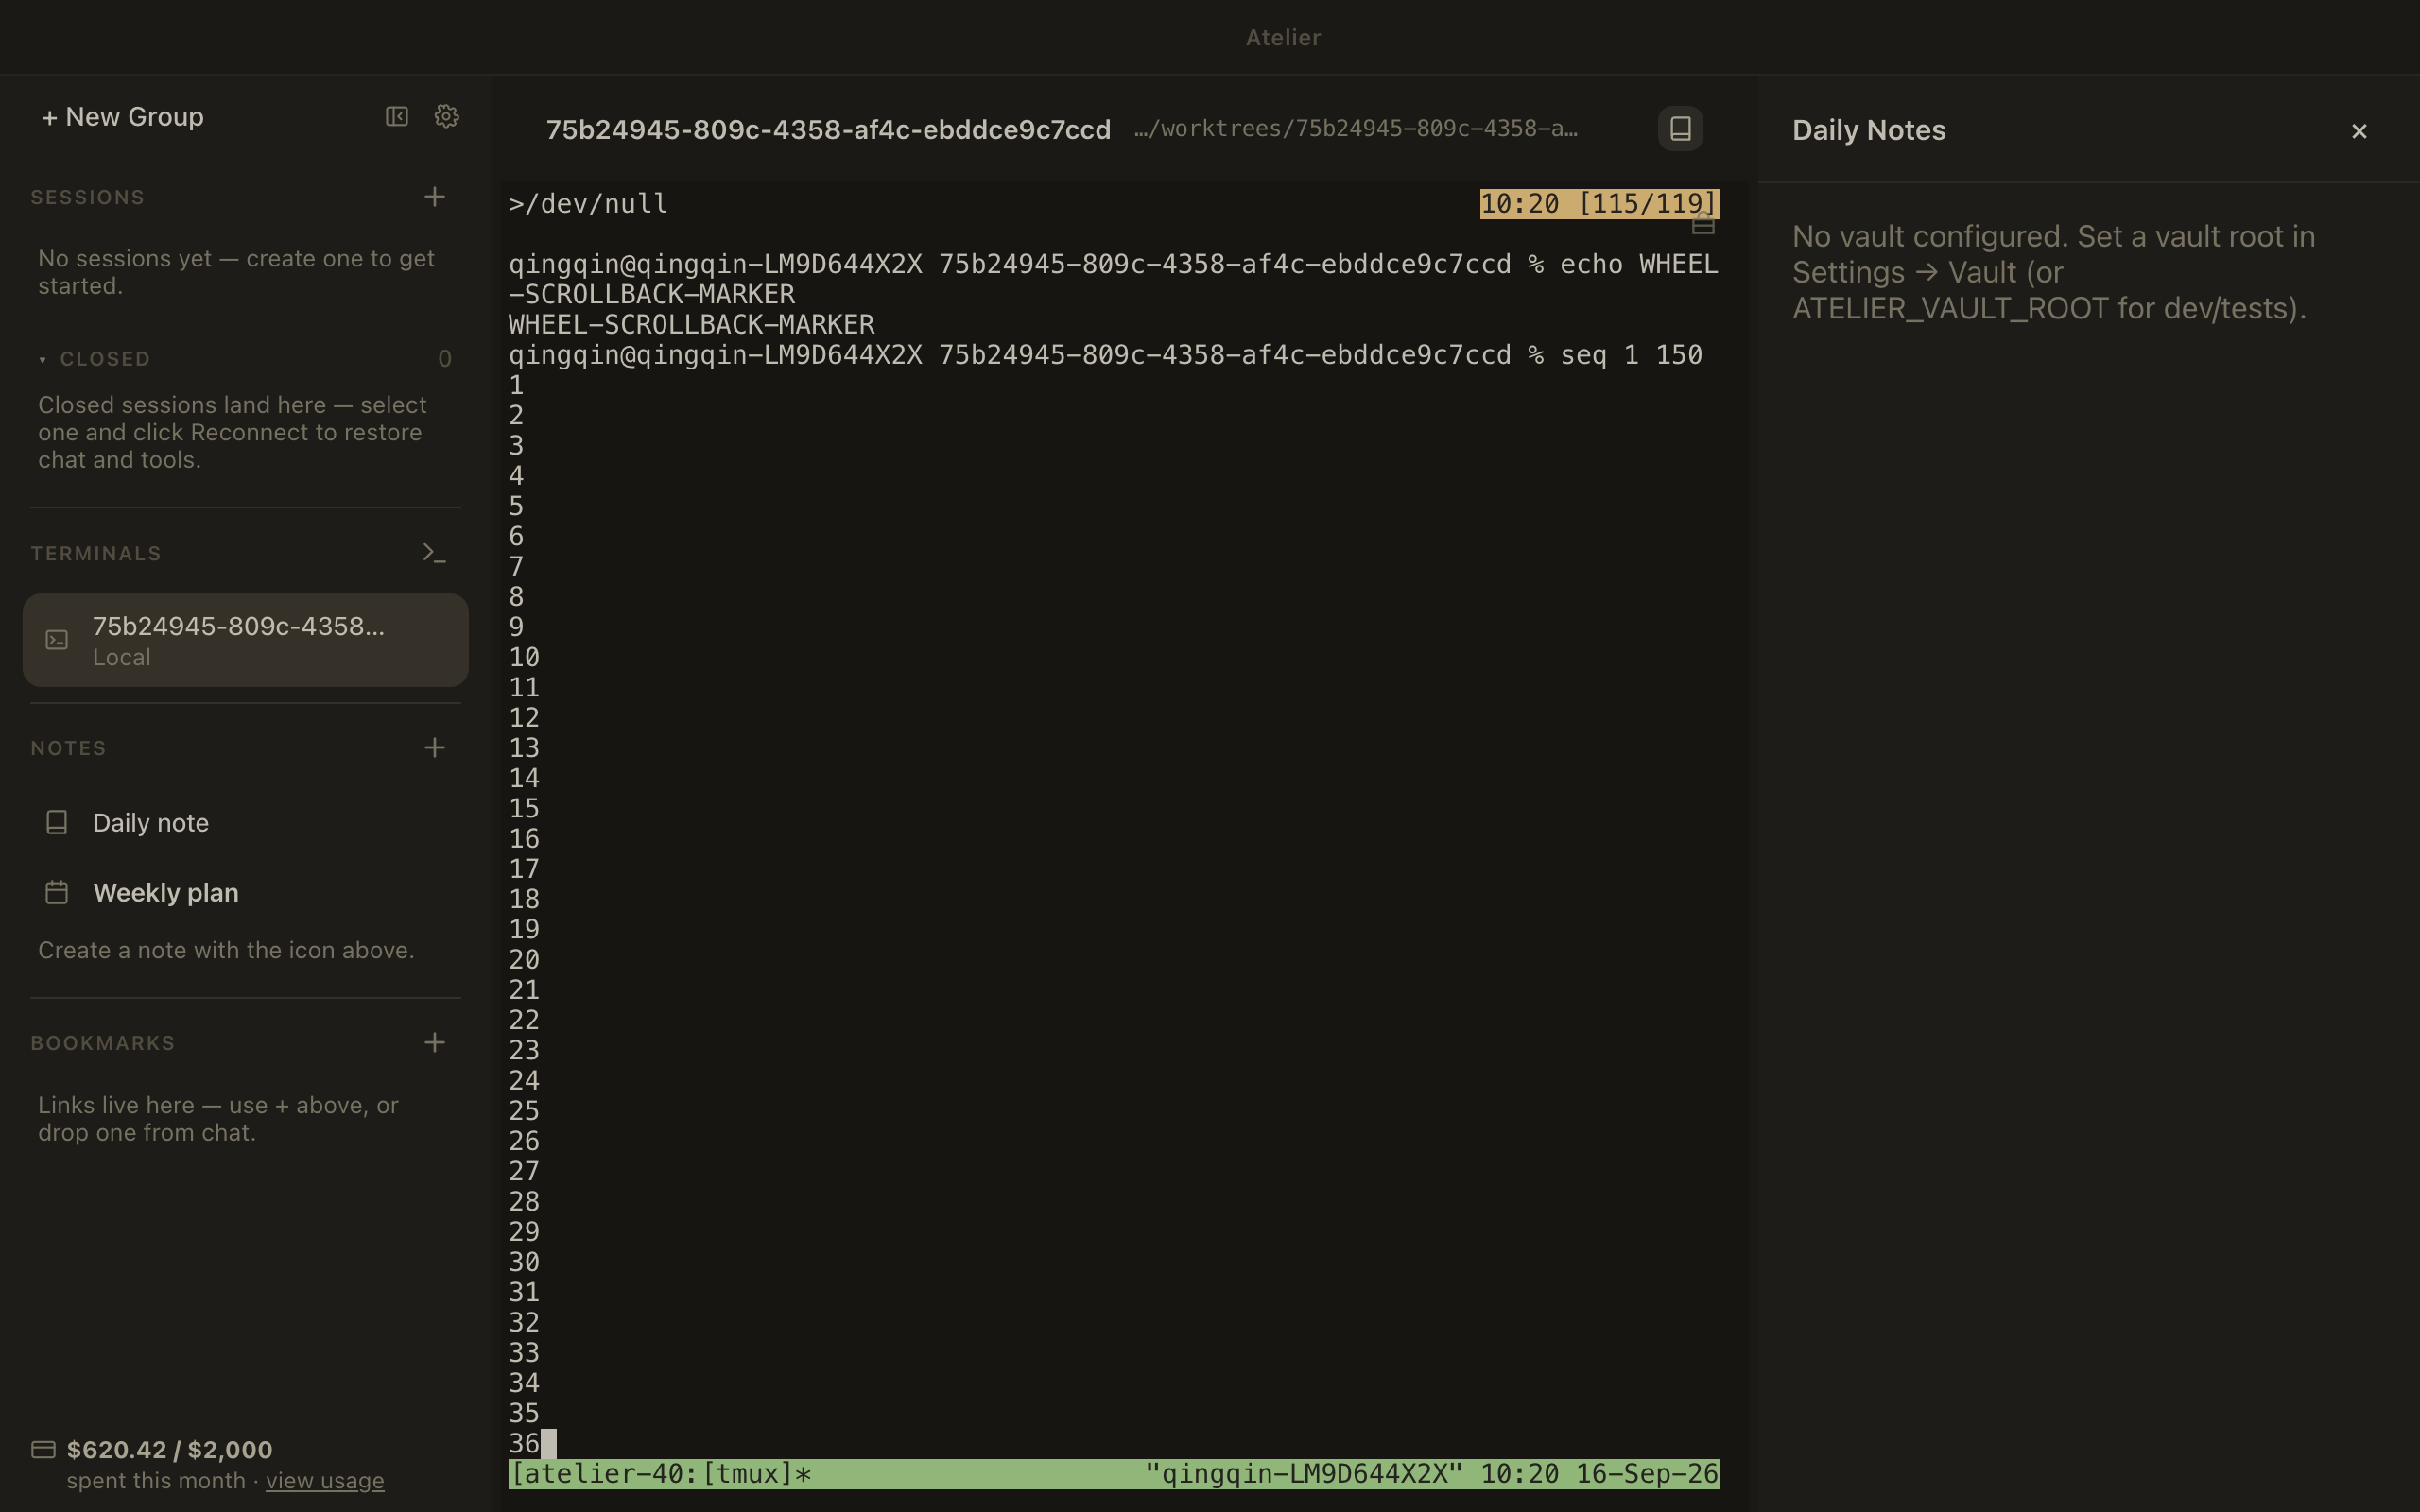 Atelier
+ New Group
SESSIONS
No sessions yet — create one to get
started.
CLOSED 0
Closed sessions land here — select
one and click Reconnect to restore
chat and tools.
TERMINALS
75b24945-809c-4358...
Local
NOTES
Daily note
Weekly plan
Create a note with the icon above.
BOOKMARKS
Links live here — use + above, or
drop one from chat.
$620.42 / $2,000
spent this month · view usage
75b24945-809c-4358-af4c-ebddce9c7ccd …/worktrees/75b24945-809c-4358-a…
>/dev/null 10:20 [115/119]
qingqin@qingqin-LM9D644X2X 75b24945-809c-4358-af4c-ebddce9c7ccd % echo WHEEL
-SCROLLBACK-MARKER
WHEEL-SCROLLBACK-MARKER
qingqin@qingqin-LM9D644X2X 75b24945-809c-4358-af4c-ebddce9c7ccd % seq 1 150
1
2
3
4
5
6
7
8
9
10
11
12
13
14
15
16
17
18
19
20
21
22
23
24
25
26
27
28
29
30
31
32
33
34
35
36
[atelier-40:[tmux]* "qingqin-LM9D644X2X" 10:20 16-Sep-26
Daily Notes
No vault configured. Set a vault root in
Settings → Vault (or
ATELIER_VAULT_ROOT for dev/tests).